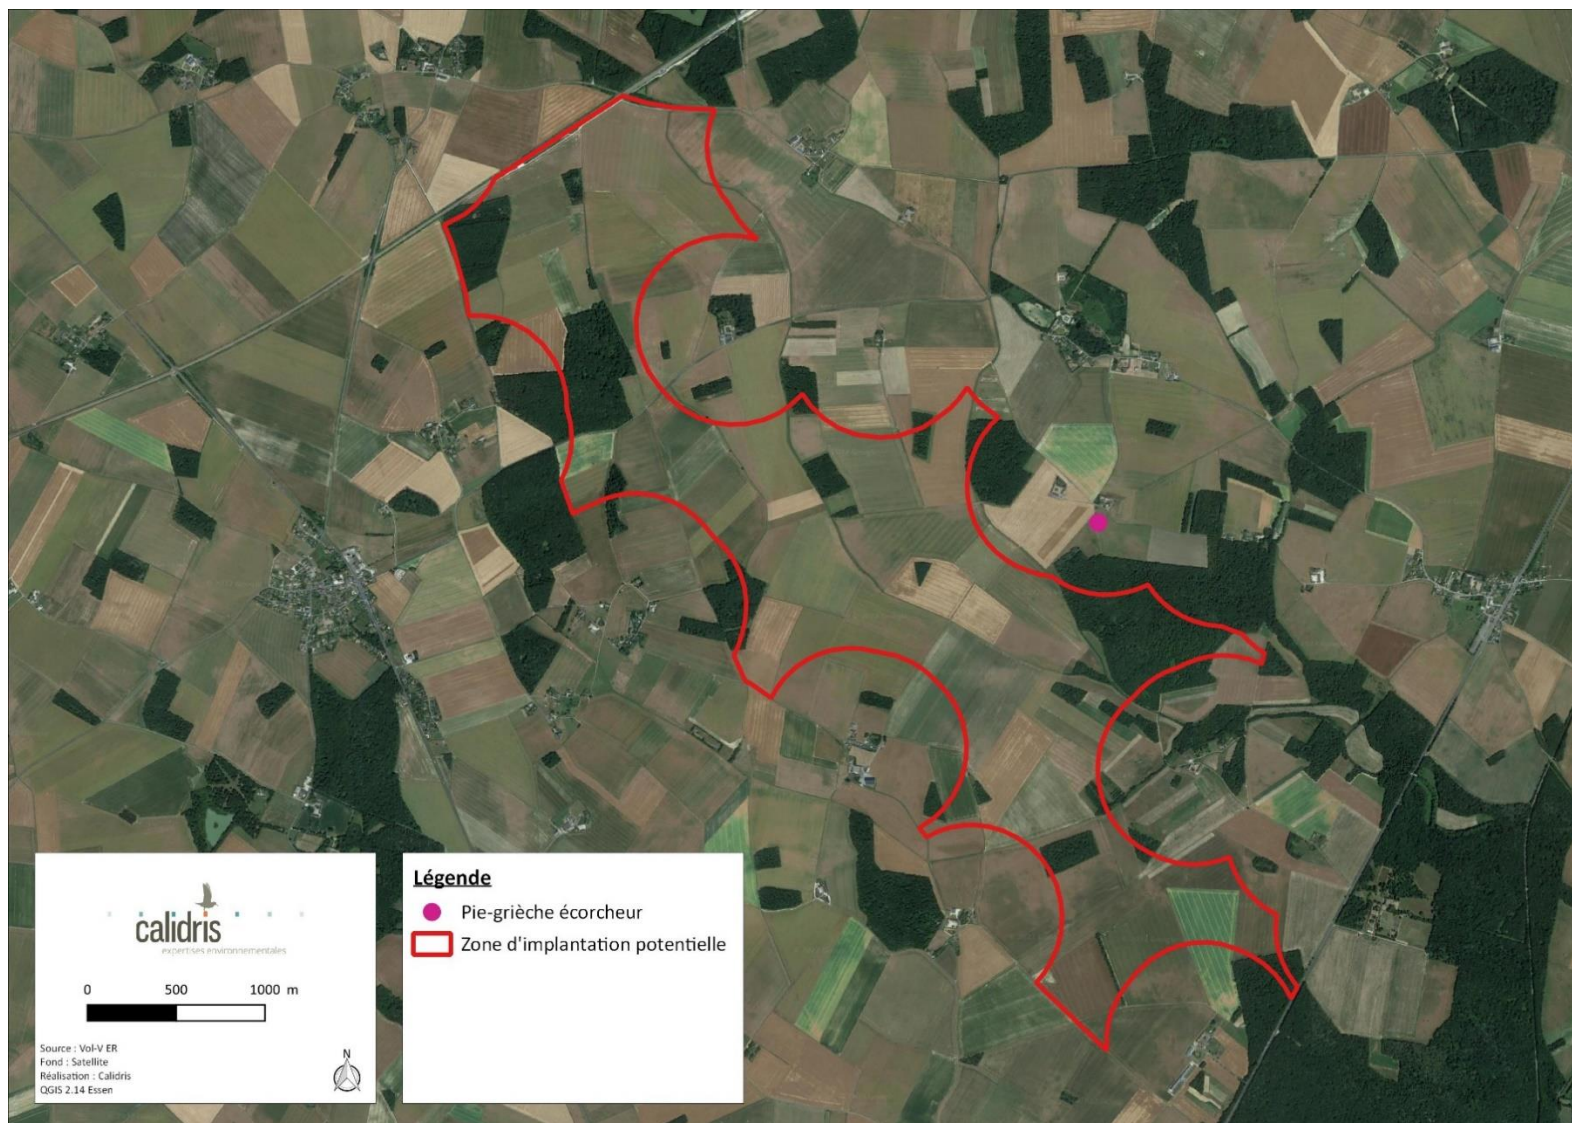 calidris
expertises environnementales
0 500 1000 m
Source : Vol-V ER
Fond : Satellite
Réalisation : Calidris
QGIS 2.14 Essen
N
Légende
Pie-grièche écorcheur
Zone d'implantation potentielle